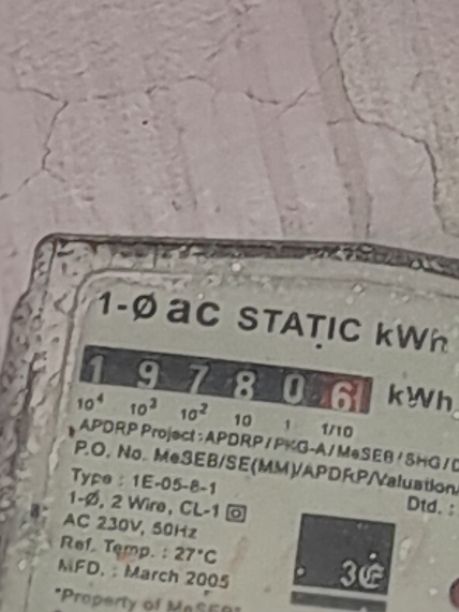 1-Ø ac STATIC kWh
1 9 7 8 0 6 kWh
10⁴ 10³ 10² 10 1 1/10
APDRP Project : APDRP / PKG-A / MeSEB / SHG / D
P.O. No. MeSEB/SE(MM)/APDRP/Valuation/
Dtd. :
Type : 1E-05-8-1
1-Ø, 2 Wire, CL-1
AC 230V, 50Hz
Ref. Temp. : 27°C
MFD. : March 2005
"Property of MeSEB"